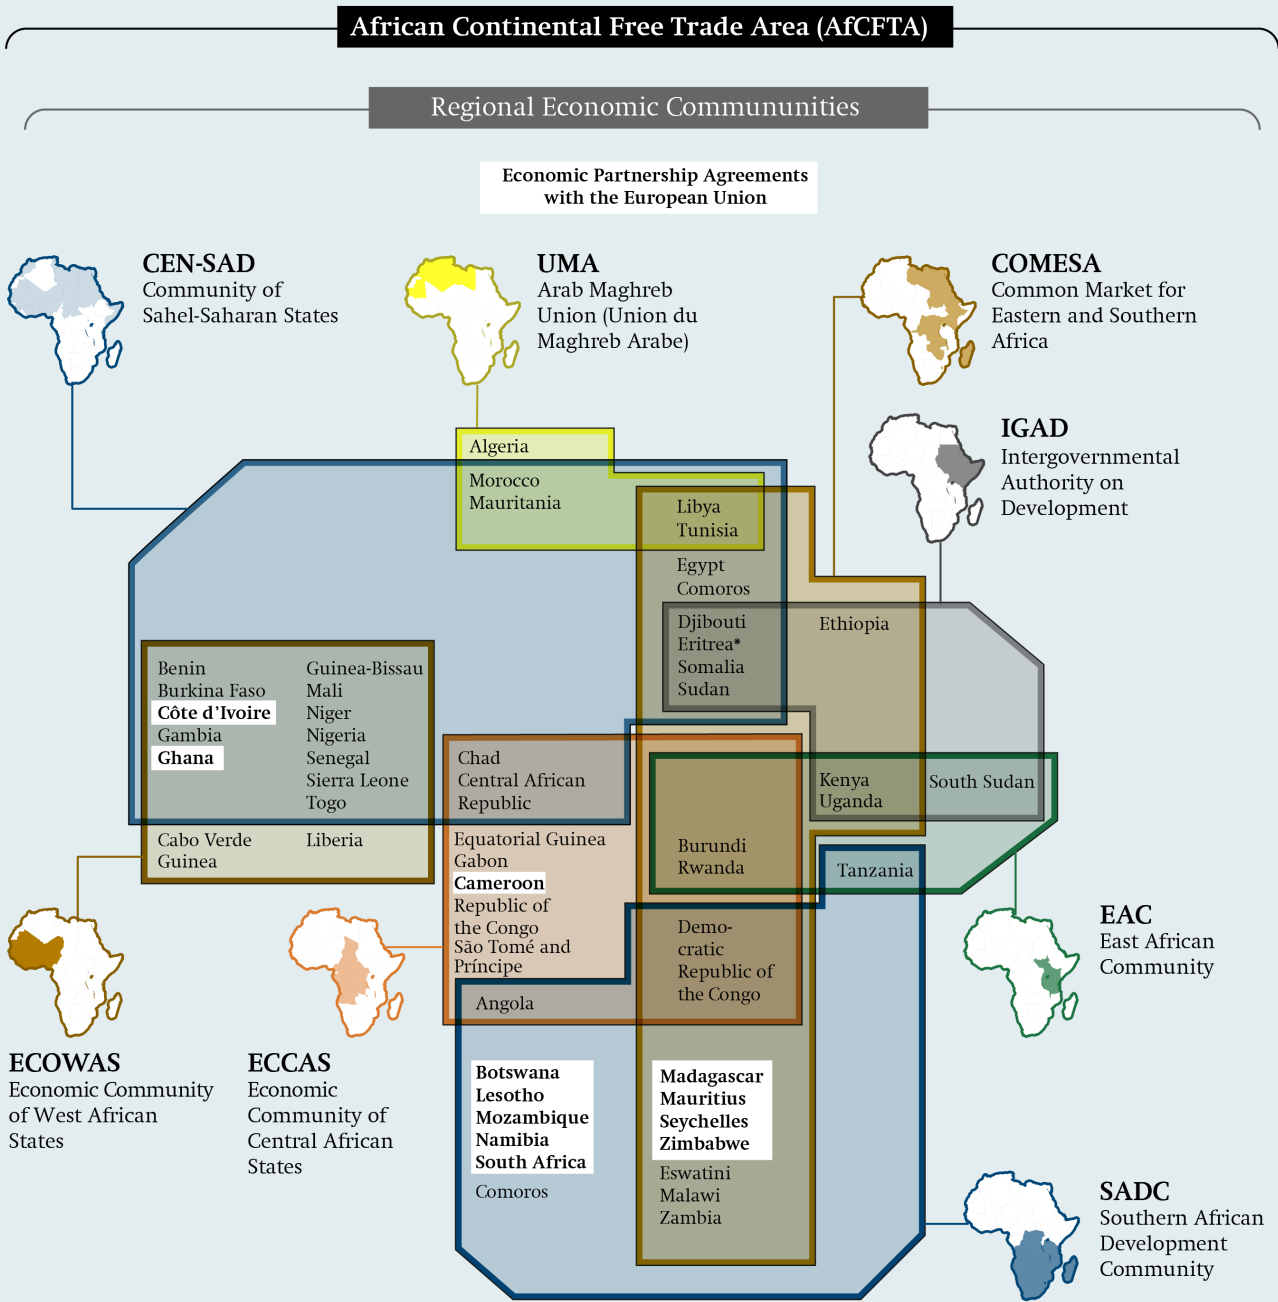 African Continental Free Trade Area (AfCFTA)
Regional Economic Commununities
Economic Partnership Agreements
with the European Union
CEN-SAD
Community of
Sahel-Saharan States
UMA
Arab Maghreb
Union (Union du
Maghreb Arabe)
COMESA
Common Market for
Eastern and Southern
Africa
IGAD
Intergovernmental
Authority on
Development
Algeria
Morocco
Mauritania
Libya
Tunisia
Egypt
Comoros
Djibouti
Eritrea*
Somalia
Sudan
Ethiopia
Benin
Burkina Faso
Côte d’Ivoire
Gambia
Ghana
Guinea-Bissau
Mali
Niger
Nigeria
Senegal
Sierra Leone
Togo
Cabo Verde
Guinea
Liberia
Chad
Central African
Republic
Equatorial Guinea
Gabon
Cameroon
Republic of
the Congo
São Tomé and
Príncipe
Angola
Kenya
Uganda
South Sudan
Burundi
Rwanda
Tanzania
Demo-
cratic
Republic of
the Congo
Botswana
Lesotho
Mozambique
Namibia
South Africa
Comoros
Madagascar
Mauritius
Seychelles
Zimbabwe
Eswatini
Malawi
Zambia
ECOWAS
Economic Community
of West African
States
ECCAS
Economic
Community of
Central African
States
EAC
East African
Community
SADC
Southern African
Development
Community